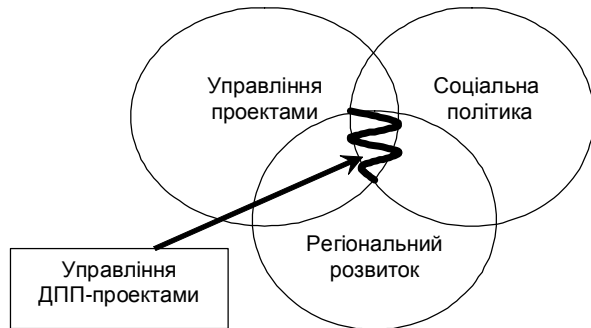 Управління
проектами
Соціальна
політика
Регіональний
розвиток
Управління
ДПП-проектами